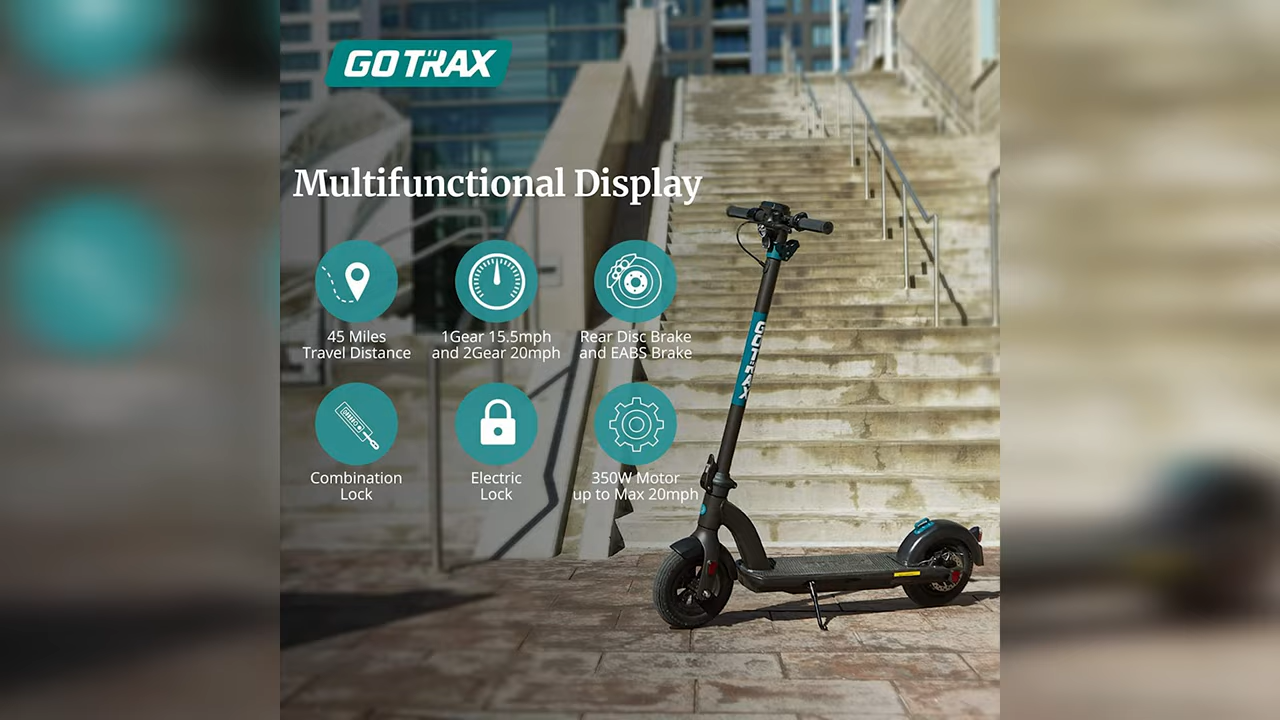 GOTRAX
Multifunctional Display
45 Miles
Travel Distance
1Gear 15.5mph
and 2Gear 20mph
Rear Disc Brake
and EABS Brake
Combination
Lock
Electric
Lock
350W Motor
up to Max 20mph
GOTRAX